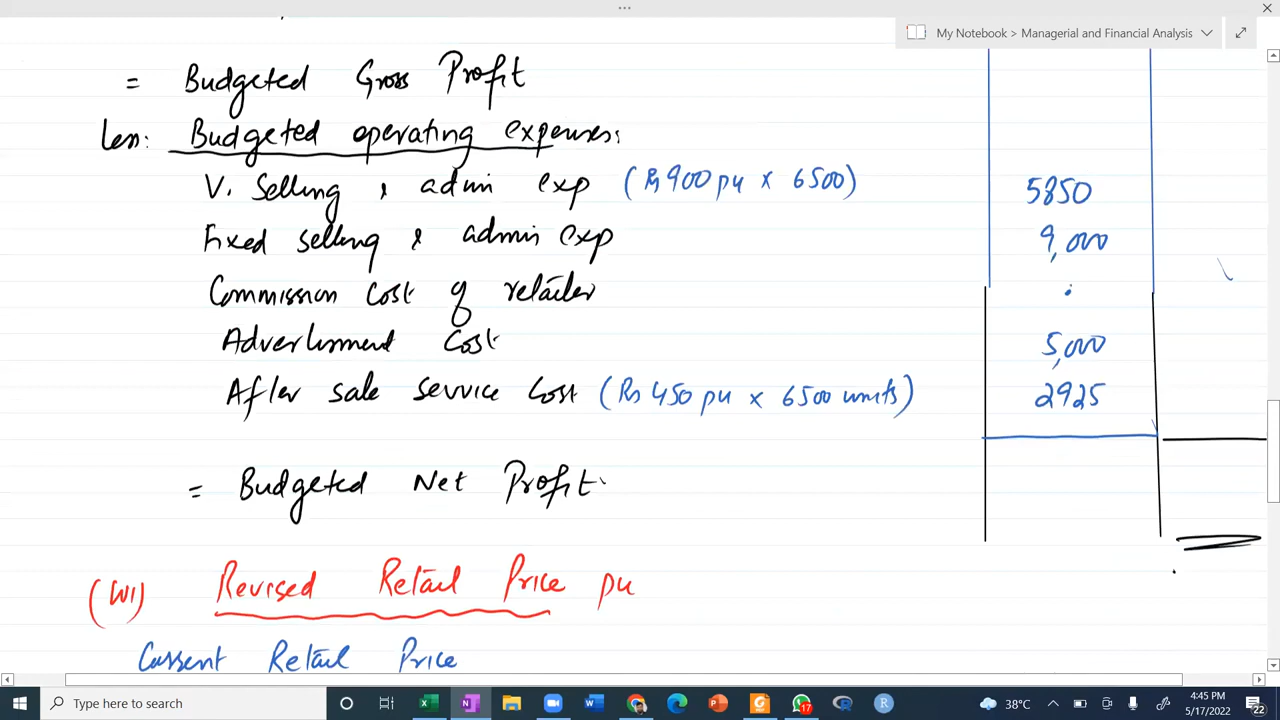 My Notebook > Managerial and Financial Analysis
= Budgeted Gross Profit
Less: Budgeted operating expenses:
V. Selling & admin exp (Rs 900 pu × 6500) 5850
Fixed selling & admin exp 9,000
Commission Cost of retailer
Advertisment Cost 5,000
After sale service Cost (Rs 450 pu × 6500 units) 2925
= Budgeted Net Profit
(W1) Revised Retail Price pu
Current Retail Price
Type here to search
17
38°C
4:45 PM
5/17/2022
22